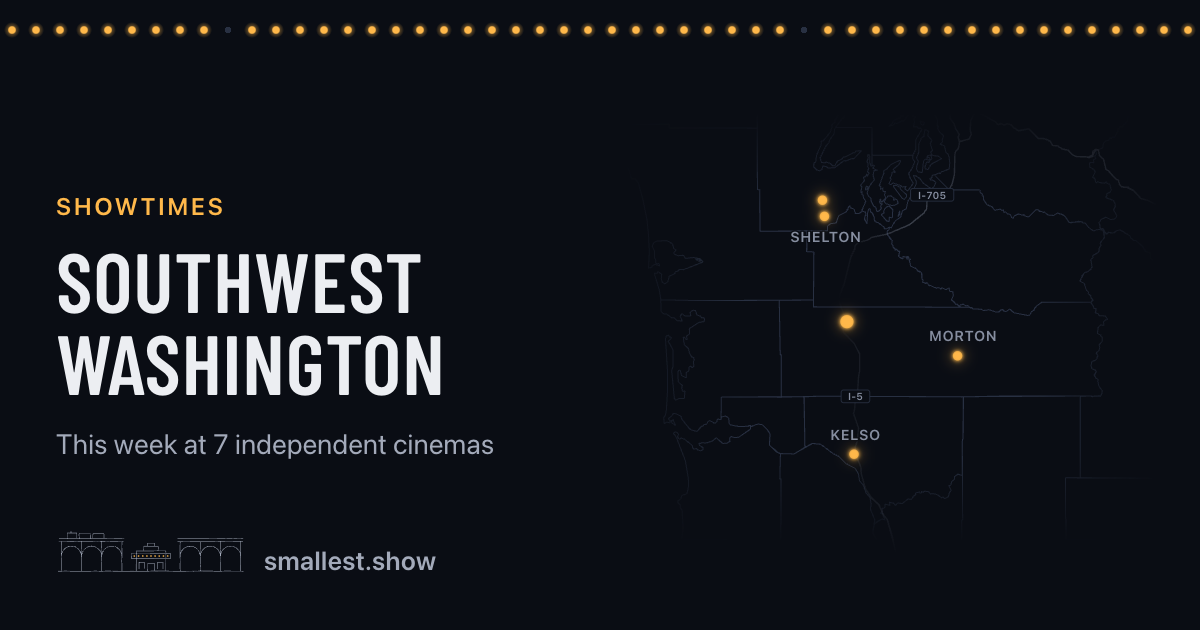 SHOWTIMES
SOUTHWEST
WASHINGTON
This week at 7 independent cinemas
smallest.show
I-705
SHELTON
MORTON
I-5
KELSO